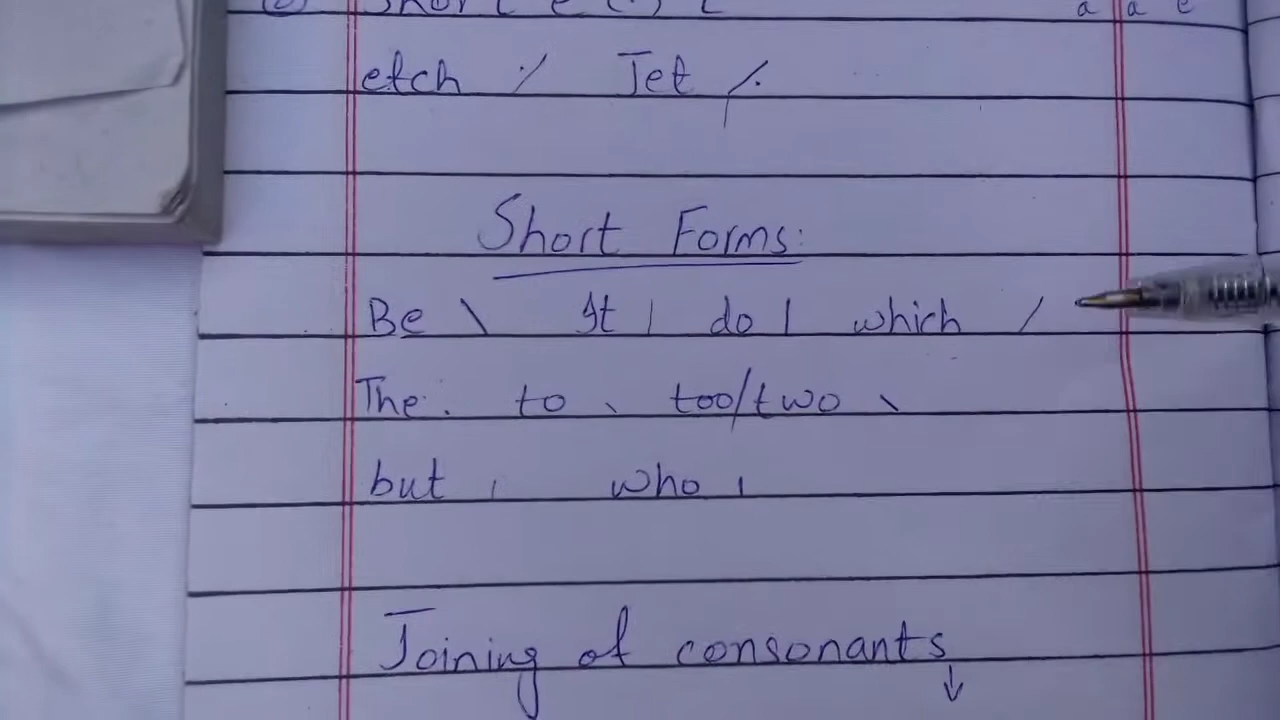 etch Jet
Short Forms:
Be \ It | do | which /
The . to \ too/two \
but | who |
Joining of consonants
↓